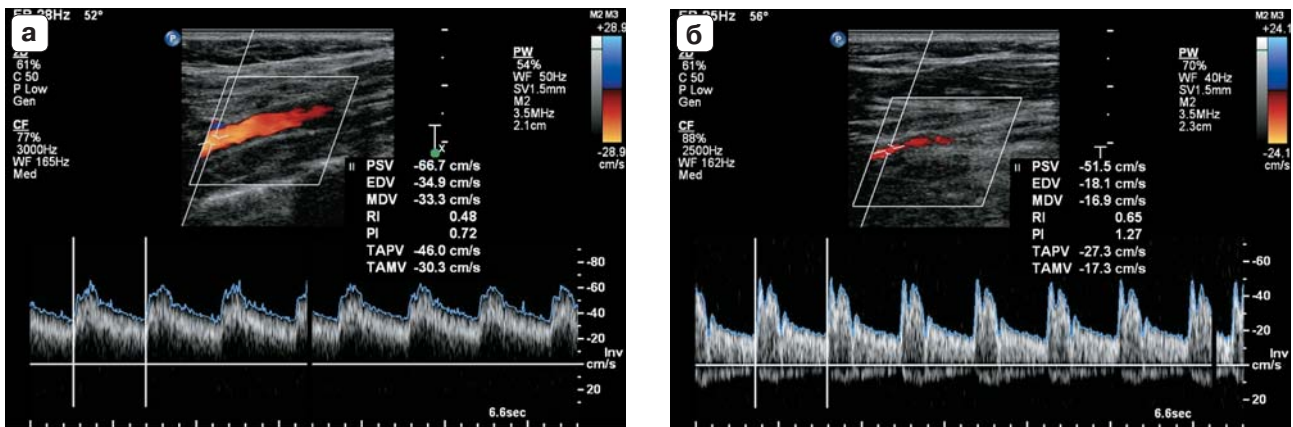 а
FR 28Hz 52°
2D
61%
C 50
P Low
Gen
CF
77%
3000Hz
WF 165Hz
Med
P
PW
54%
WF 50Hz
SV1.5mm
M2
3.5MHz
2.1cm
M2 M3
+28.9
-28.9
cm/s
x
PSV -66.7 cm/s
EDV -34.9 cm/s
MDV -33.3 cm/s
RI 0.48
PI 0.72
TAPV -46.0 cm/s
TAMV -30.3 cm/s
-80
-60
-40
-20
Inv
cm/s
20
6.6sec
б
FR 25Hz 56°
2D
61%
C 50
P Low
Gen
CF
88%
2500Hz
WF 162Hz
Med
P
PW
70%
WF 40Hz
SV1.5mm
M2
3.5MHz
2.3cm
M2 M3
+24.1
-24.1
cm/s
PSV -51.5 cm/s
EDV -18.1 cm/s
MDV -16.9 cm/s
RI 0.65
PI 1.27
TAPV -27.3 cm/s
TAMV -17.3 cm/s
-60
-40
-20
Inv
cm/s
20
6.6sec